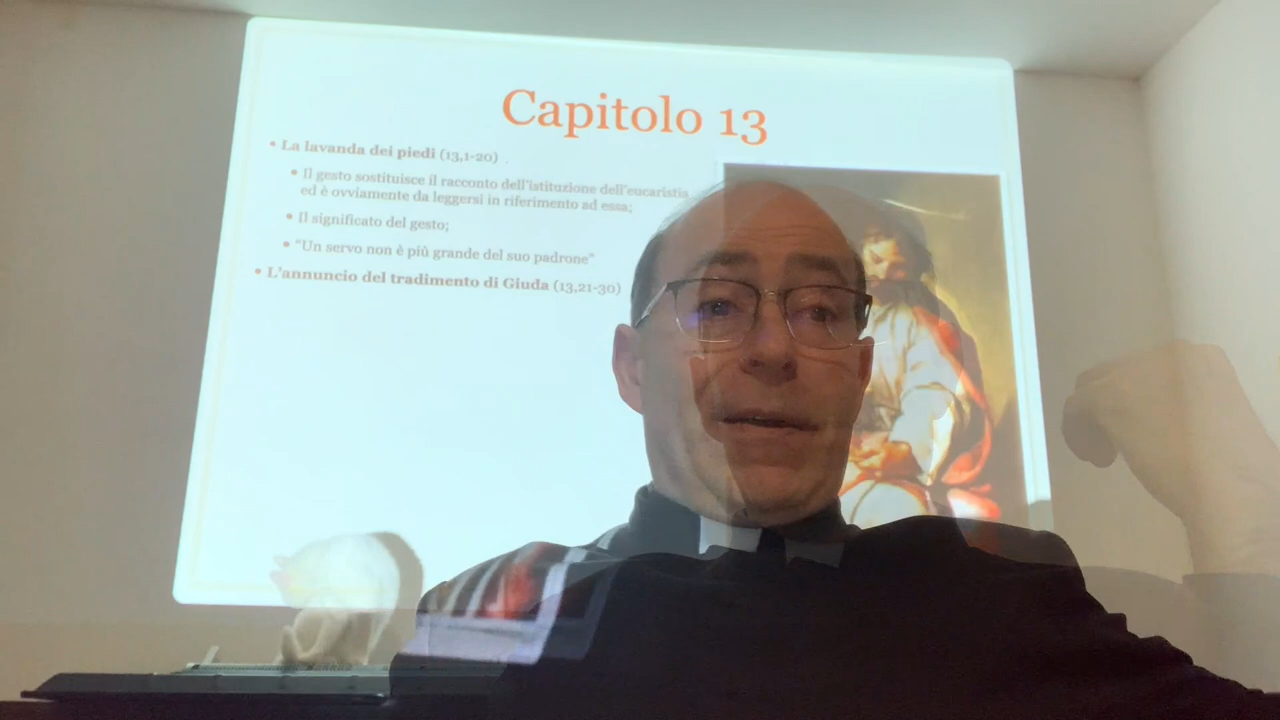 Capitolo 13
• La lavanda dei piedi (13,1-20)
• Il gesto sostituisce il racconto dell'istituzione dell'eucaristia
ed è ovviamente da leggersi in riferimento ad essa;
• Il significato del gesto;
• "Un servo non è più grande del suo padrone"
• L'annuncio del tradimento di Giuda (13,21-30)